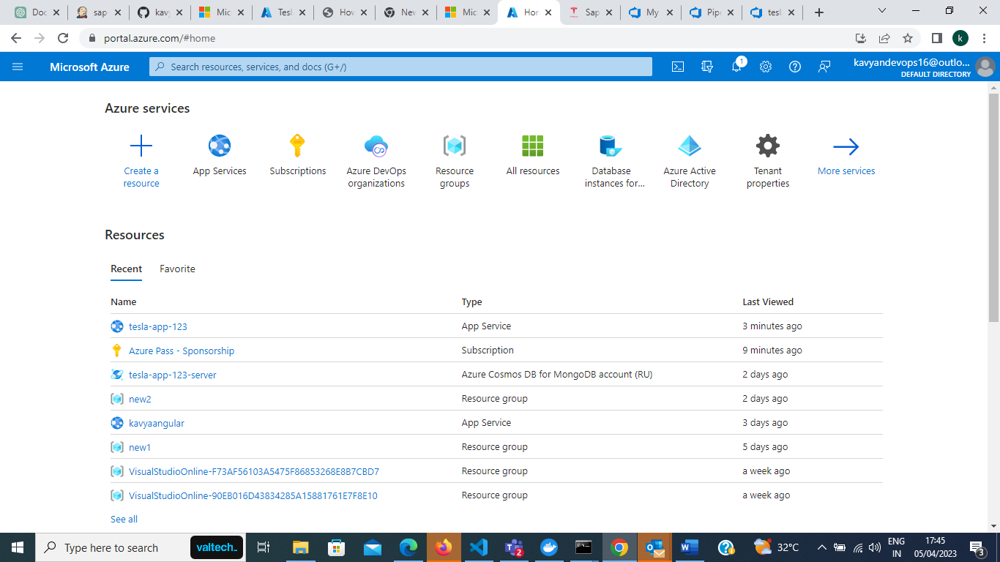 Doc
sap
kavy
Mic
Tesl
How
New
Mic
Hor
Sap
My
Pip
tesl
portal.azure.com/#home
k
Microsoft Azure
Search resources, services, and docs (G+/)
1
kavyandevops16@outlo...
DEFAULT DIRECTORY
Azure services
Create a resource
App Services
Subscriptions
Azure DevOps organizations
Resource groups
All resources
Database instances for...
Azure Active Directory
Tenant properties
More services
Resources
Recent Favorite
Name Type Last Viewed
tesla-app-123 App Service 3 minutes ago
Azure Pass - Sponsorship Subscription 9 minutes ago
tesla-app-123-server Azure Cosmos DB for MongoDB account (RU) 2 days ago
new2 Resource group 2 days ago
kavyaangular App Service 3 days ago
new1 Resource group 5 days ago
VisualStudioOnline-F73AF56103A5475F86853268E8B7CBD7 Resource group a week ago
VisualStudioOnline-90EB016D43834285A15881761E7F8E10 Resource group a week ago
See all
Type here to search
valtech_
2
32°C
ENG
IN
17:45
05/04/2023
3